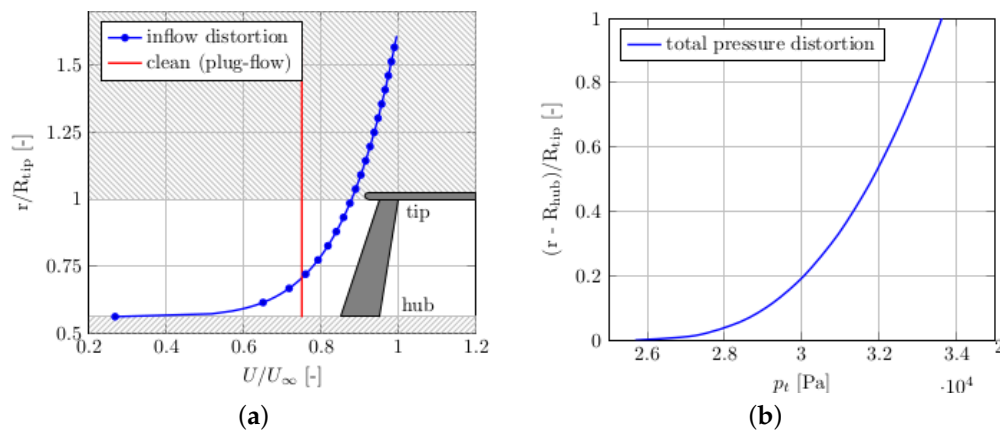 inflow distortion
clean (plug-flow)
1.5
1.25
1
0.75
0.5
r/R_tip [-]
tip
hub
0.2 0.4 0.6 0.8 1 1.2
U/U_∞ [-]
(a)
total pressure distortion
1
0.8
0.6
0.4
0.2
0
(r - R_hub)/R_tip [-]
2.6 2.8 3 3.2 3.4
p_t [Pa]
·10⁴
(b)